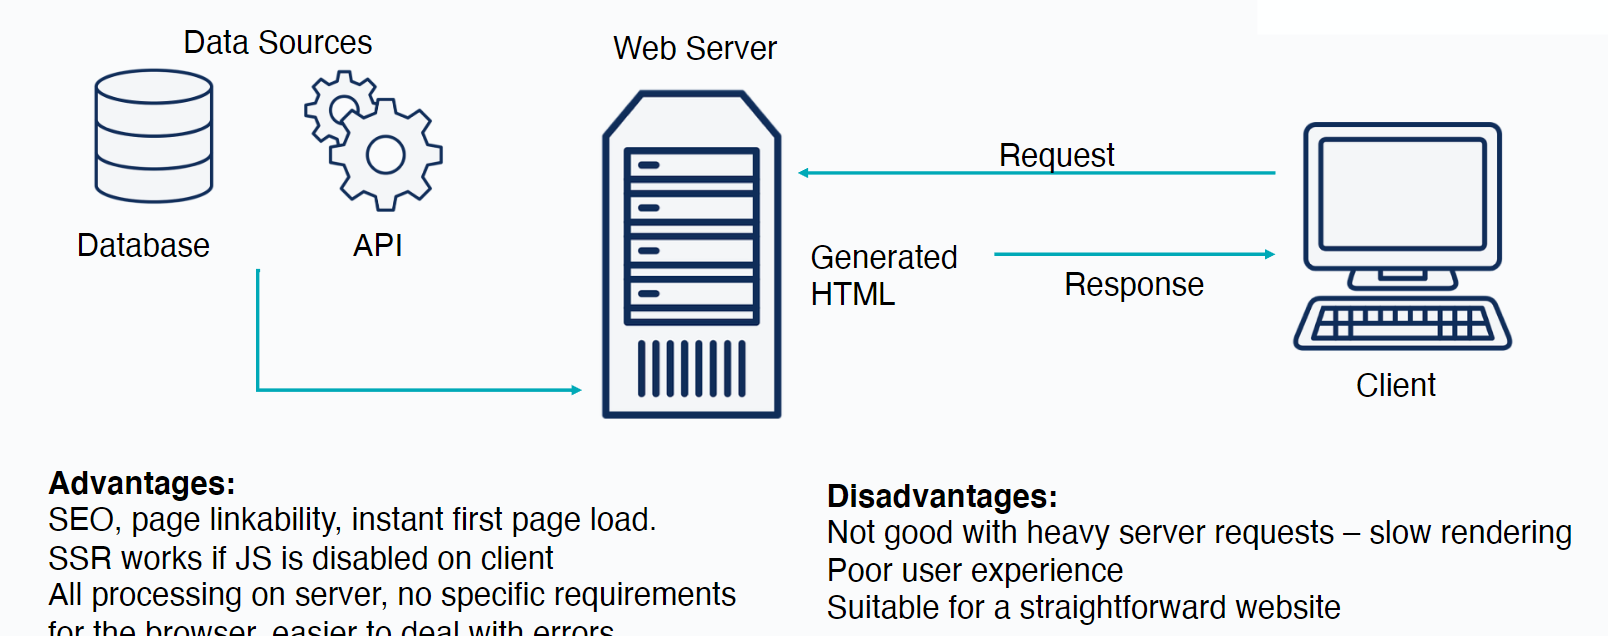 Data Sources
Web Server
Request
Database
API
Generated
HTML
Response
Client
Advantages:
SEO, page linkability, instant first page load.
SSR works if JS is disabled on client
All processing on server, no specific requirements
for the browser, easier to deal with errors
Disadvantages:
Not good with heavy server requests – slow rendering
Poor user experience
Suitable for a straightforward website